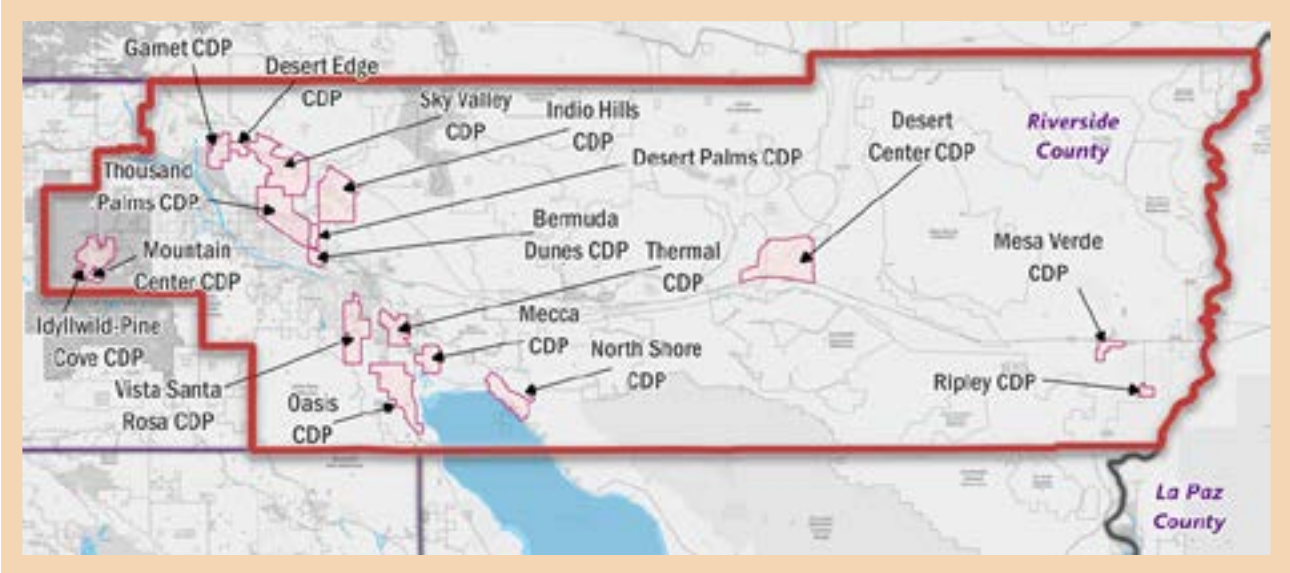 Garnet CDP
Desert Edge
CDP
Sky Valley
CDP
Indio Hills
CDP
Desert Palms CDP
Desert
Center CDP
Riverside
County
Thousand
Palms CDP
Bermuda
Dunes CDP
Thermal
CDP
Mesa Verde
CDP
Mountain
Center CDP
Idyllwild-Pine
Cove CDP
Mecca
CDP
North Shore
CDP
Ripley CDP
Vista Santa
Rosa CDP
Oasis
CDP
La Paz
County